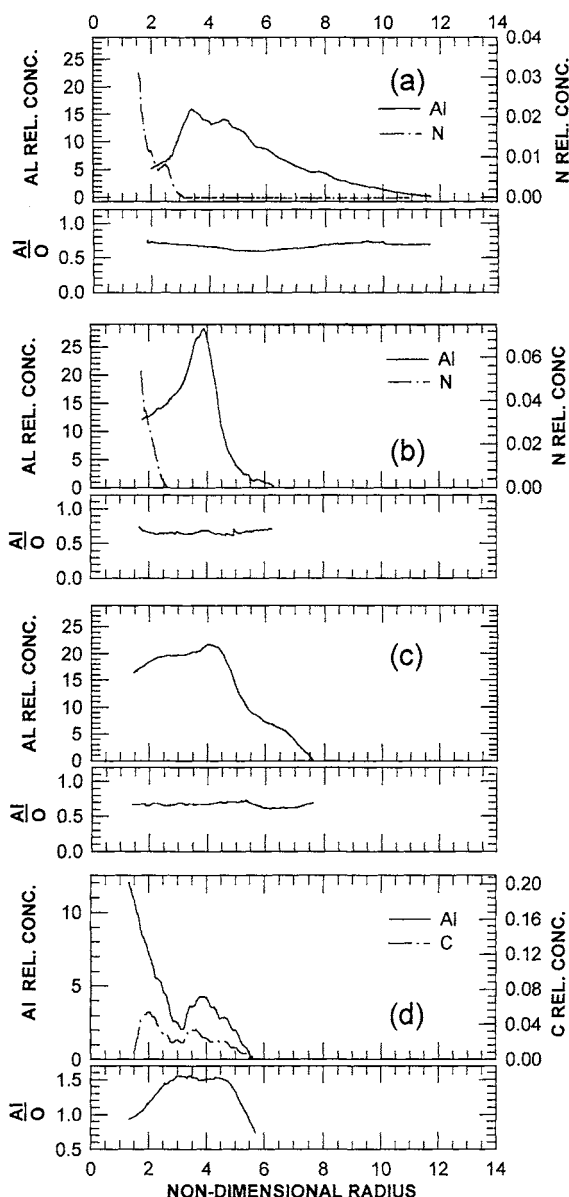 0 2 4 6 8 10 12 14
25
20
15
10
5
0
AL REL. CONC.
(a)
Al
N
0.04
0.03
0.02
0.01
0.00
N REL. CONC.
1.0
0.5
0.0
Al
O
25
20
15
10
5
0
AL REL. CONC.
(b)
Al
N
0.06
0.04
0.02
0.00
N REL. CONC
1.0
0.5
0.0
Al
O
25
20
15
10
5
0
AL REL. CONC.
(c)
1.0
0.5
0.0
Al
O
10
5
0
Al REL. CONC.
(d)
Al
C
0.20
0.16
0.12
0.08
0.04
0.00
C REL. CONC.
1.5
1.0
0.5
Al
O
0 2 4 6 8 10 12 14
NON-DIMENSIONAL RADIUS